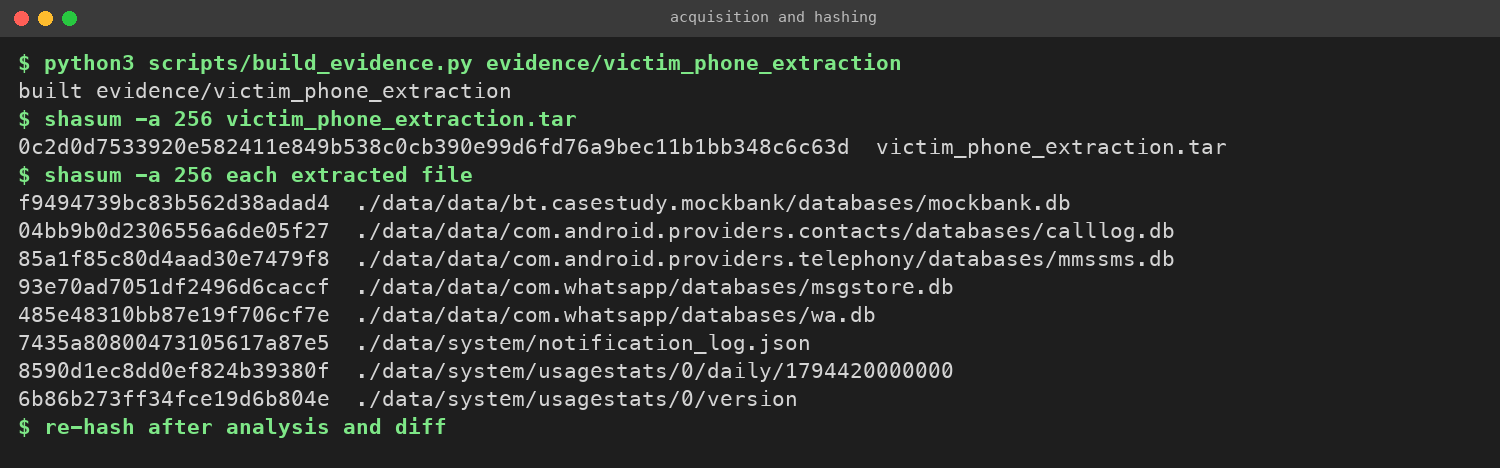 acquisition and hashing
$ python3 scripts/build_evidence.py evidence/victim_phone_extraction
built evidence/victim_phone_extraction
$ shasum -a 256 victim_phone_extraction.tar
0c2d0d7533920e582411e849b538c0cb390e99d6fd76a9bec11b1bb348c6c63d  victim_phone_extraction.tar
$ shasum -a 256 each extracted file
f9494739bc83b562d38adad4  ./data/data/bt.casestudy.mockbank/databases/mockbank.db
04bb9b0d2306556a6de05f27  ./data/data/com.android.providers.contacts/databases/calllog.db
85a1f85c80d4aad30e7479f8  ./data/data/com.android.providers.telephony/databases/mmssms.db
93e70ad7051df2496d6caccf  ./data/data/com.whatsapp/databases/msgstore.db
485e48310bb87e19f706cf7e  ./data/data/com.whatsapp/databases/wa.db
7435a80800473105617a87e5  ./data/system/notification_log.json
8590d1ec8dd0ef824b39380f  ./data/system/usagestats/0/daily/1794420000000
6b86b273ff34fce19d6b804e  ./data/system/usagestats/0/version
$ re-hash after analysis and diff